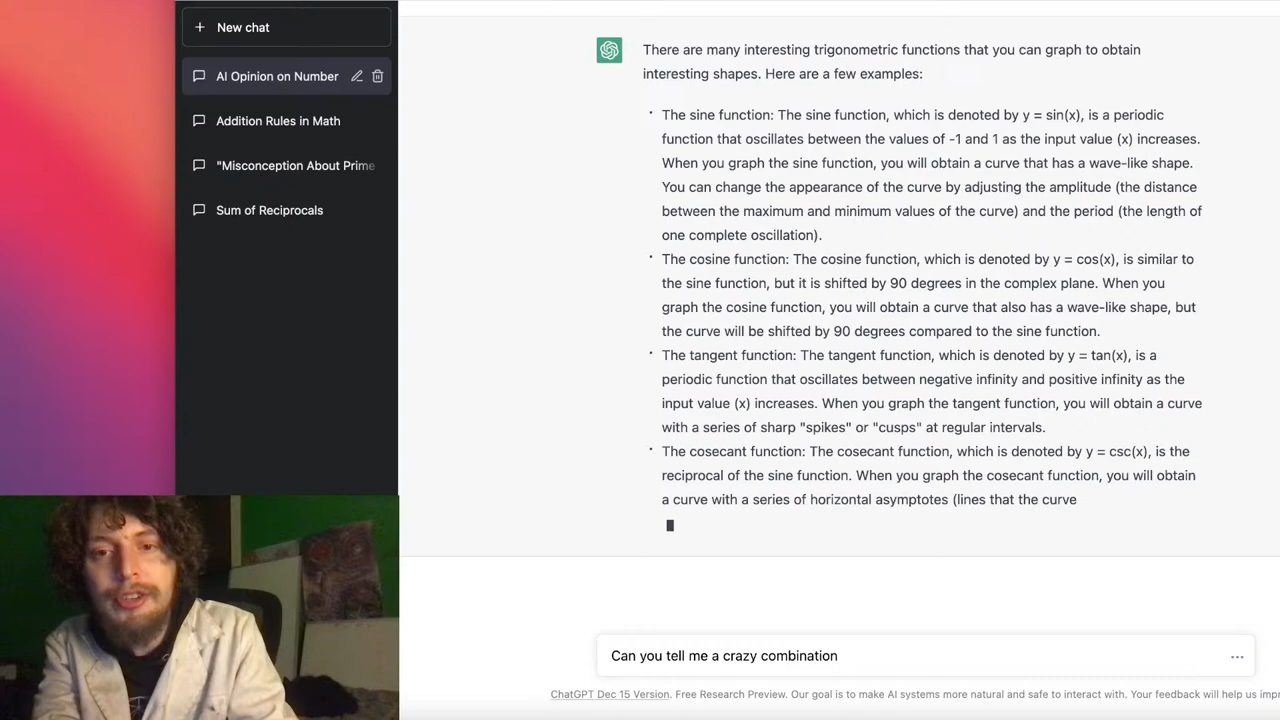 New chat
AI Opinion on Number
Addition Rules in Math
"Misconception About Prime
Sum of Reciprocals
There are many interesting trigonometric functions that you can graph to obtain
interesting shapes. Here are a few examples:
• The sine function: The sine function, which is denoted by y = sin(x), is a periodic
function that oscillates between the values of -1 and 1 as the input value (x) increases.
When you graph the sine function, you will obtain a curve that has a wave-like shape.
You can change the appearance of the curve by adjusting the amplitude (the distance
between the maximum and minimum values of the curve) and the period (the length of
one complete oscillation).
• The cosine function: The cosine function, which is denoted by y = cos(x), is similar to
the sine function, but it is shifted by 90 degrees in the complex plane. When you
graph the cosine function, you will obtain a curve that also has a wave-like shape, but
the curve will be shifted by 90 degrees compared to the sine function.
• The tangent function: The tangent function, which is denoted by y = tan(x), is a
periodic function that oscillates between negative infinity and positive infinity as the
input value (x) increases. When you graph the tangent function, you will obtain a curve
with a series of sharp "spikes" or "cusps" at regular intervals.
• The cosecant function: The cosecant function, which is denoted by y = csc(x), is the
reciprocal of the sine function. When you graph the cosecant function, you will obtain
a curve with a series of horizontal asymptotes (lines that the curve
Can you tell me a crazy combination
ChatGPT Dec 15 Version. Free Research Preview. Our goal is to make AI systems more natural and safe to interact with. Your feedback will help us